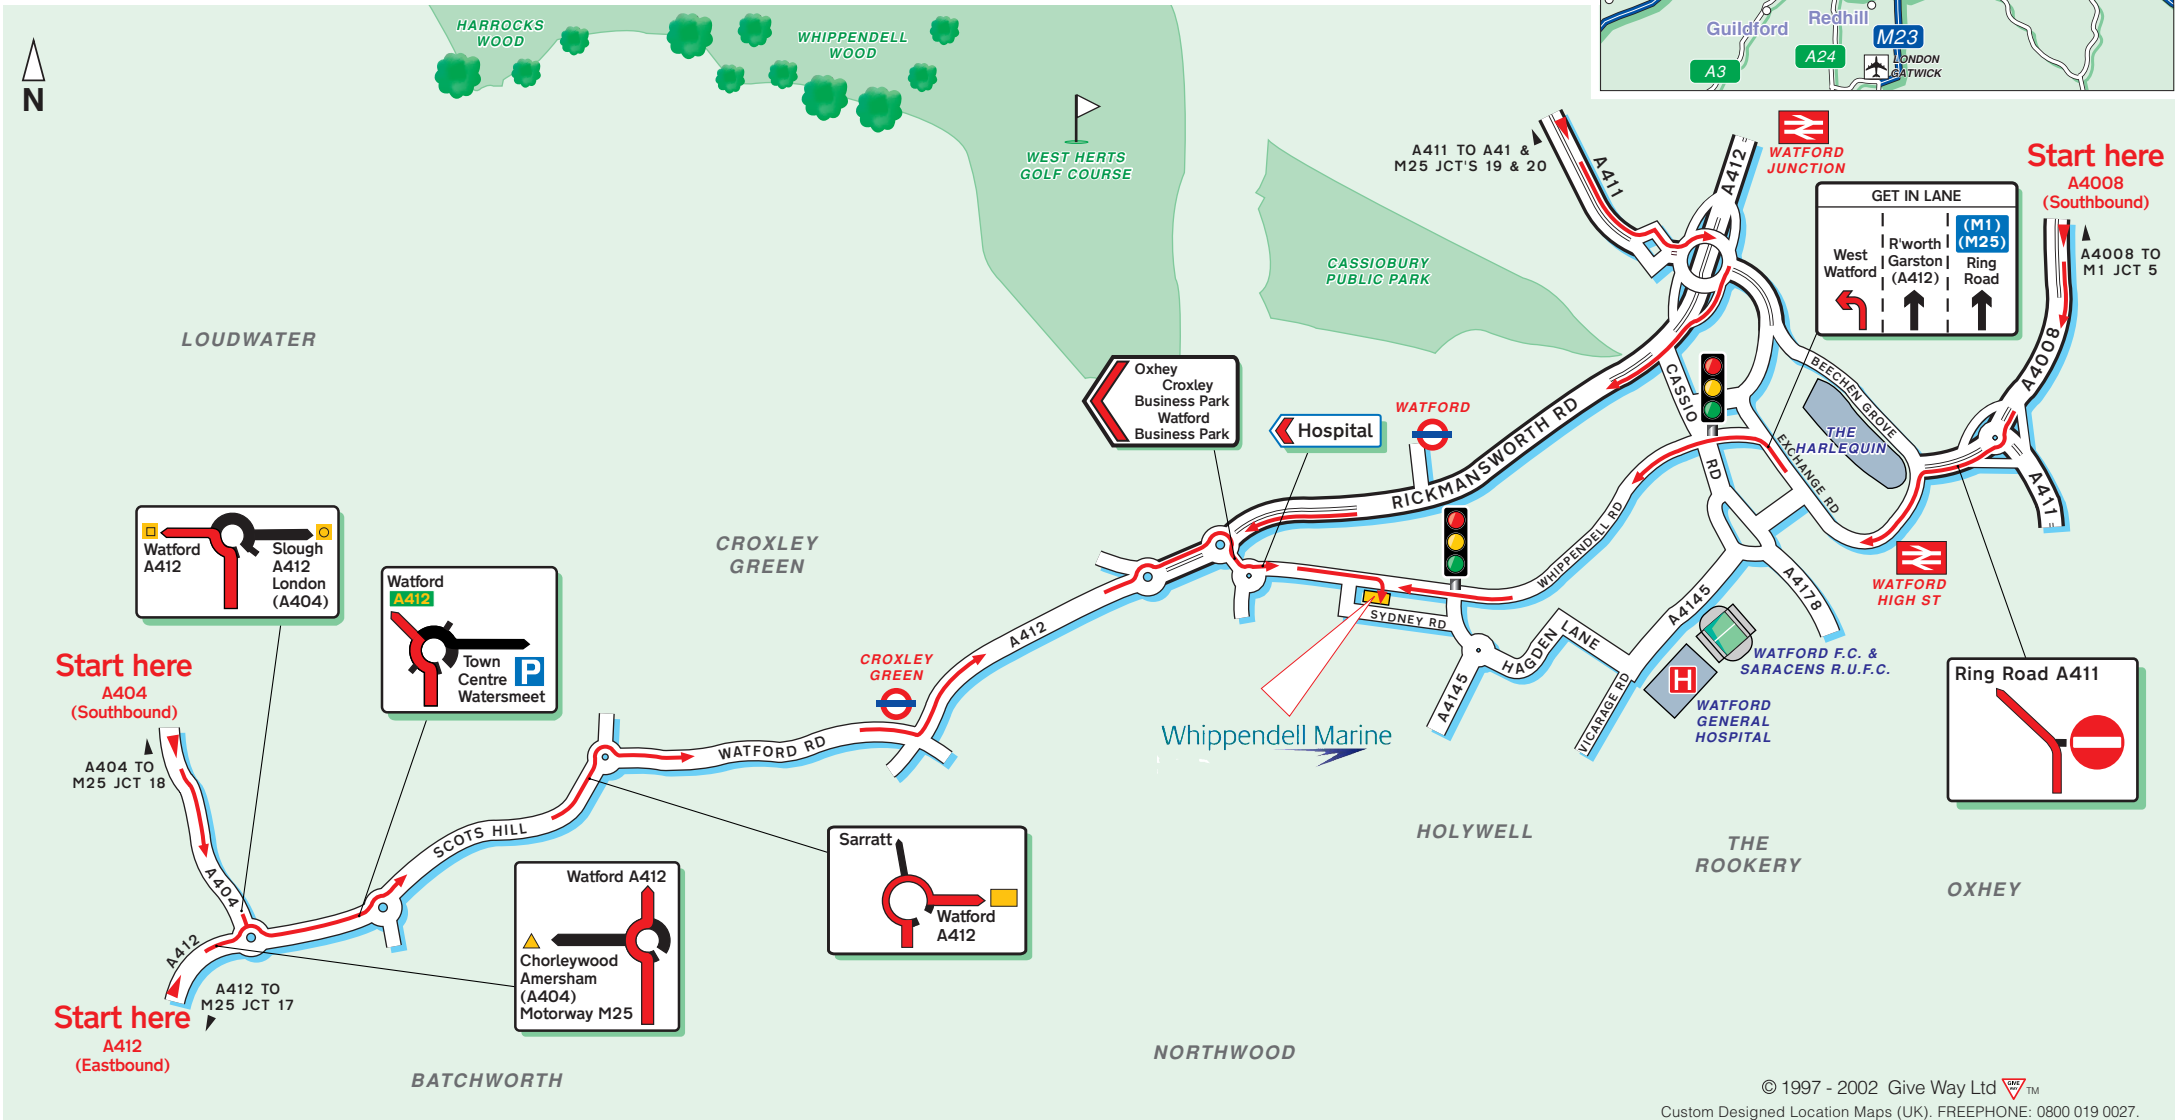 HARROCKS
WOOD
WHIPPENDELL
WOOD
Guildford
Redhill
M23
A3
A24
LONDON
GATWICK
N
WEST HERTS
GOLF COURSE
A411 TO A41 &
M25 JCT'S 19 & 20
A411
A412
WATFORD
JUNCTION
Start here
A4008
(Southbound)
GET IN LANE
West
Watford
R'worth
Garston
(A412)
(M1)
(M25)
Ring
Road
A4008 TO
M1 JCT 5
A4008
CASSIOBURY
PUBLIC PARK
LOUDWATER
Oxhey
Croxley
Business Park
Watford
Business Park
Hospital
WATFORD
RICKMANSWORTH RD
CASSIO
RD
BEECHEN GROVE
THE
HARLEQUIN
EXCHANGE RD
A411
WHIPPENDELL RD
WATFORD
HIGH ST
CROXLEY
GREEN
Watford
A412
Slough
A412
London
(A404)
Watford
A412
Town
Centre
Watersmeet
P
A412
SYDNEY RD
HAGDEN
LANE
A4145
A4178
A4145
VICARAGE RD
WATFORD F.C. &
SARACENS R.U.F.C.
H
WATFORD
GENERAL
HOSPITAL
Ring Road A411
CROXLEY
GREEN
Whippendell Marine
Start here
A404
(Southbound)
A404 TO
M25 JCT 18
WATFORD RD
SCOTS HILL
A404
Sarratt
Watford
A412
Watford A412
Chorleywood
Amersham
(A404)
Motorway M25
A412
A412 TO
M25 JCT 17
Start here
A412
(Eastbound)
HOLYWELL
THE
ROOKERY
OXHEY
NORTHWOOD
BATCHWORTH
© 1997 - 2002 Give Way Ltd GIVE WAY TM
Custom Designed Location Maps (UK). FREEPHONE: 0800 019 0027.